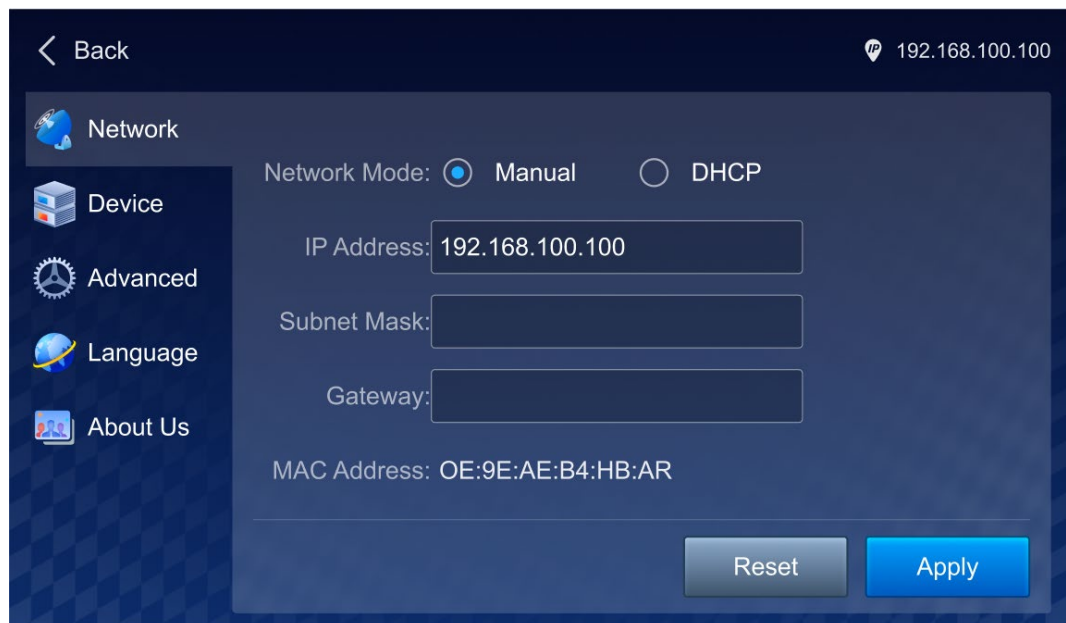 Back
IP 192.168.100.100
Network
Device
Advanced
Language
About Us
Network Mode: Manual DHCP
IP Address: 192.168.100.100
Subnet Mask:
Gateway:
MAC Address: OE:9E:AE:B4:HB:AR
Reset Apply